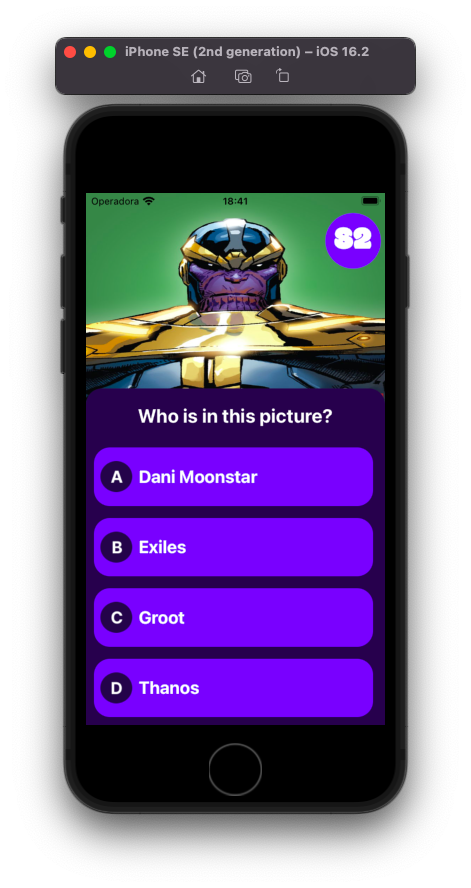 iPhone SE (2nd generation) – iOS 16.2
Operadora 18:41
32
Who is in this picture?
A Dani Moonstar
B Exiles
C Groot
D Thanos